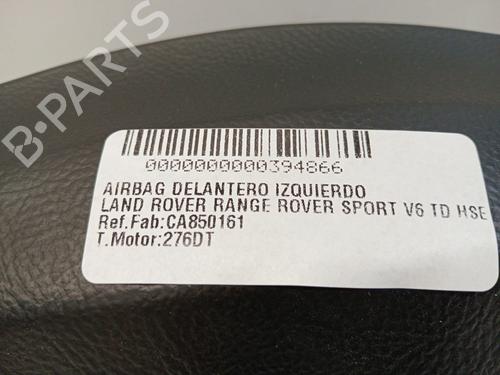 B-PARTS
0000000000394866
AIRBAG DELANTERO IZQUIERDO
LAND ROVER RANGE ROVER SPORT V6 TD HSE
Ref.Fab:CA850161
T.Motor:276DT